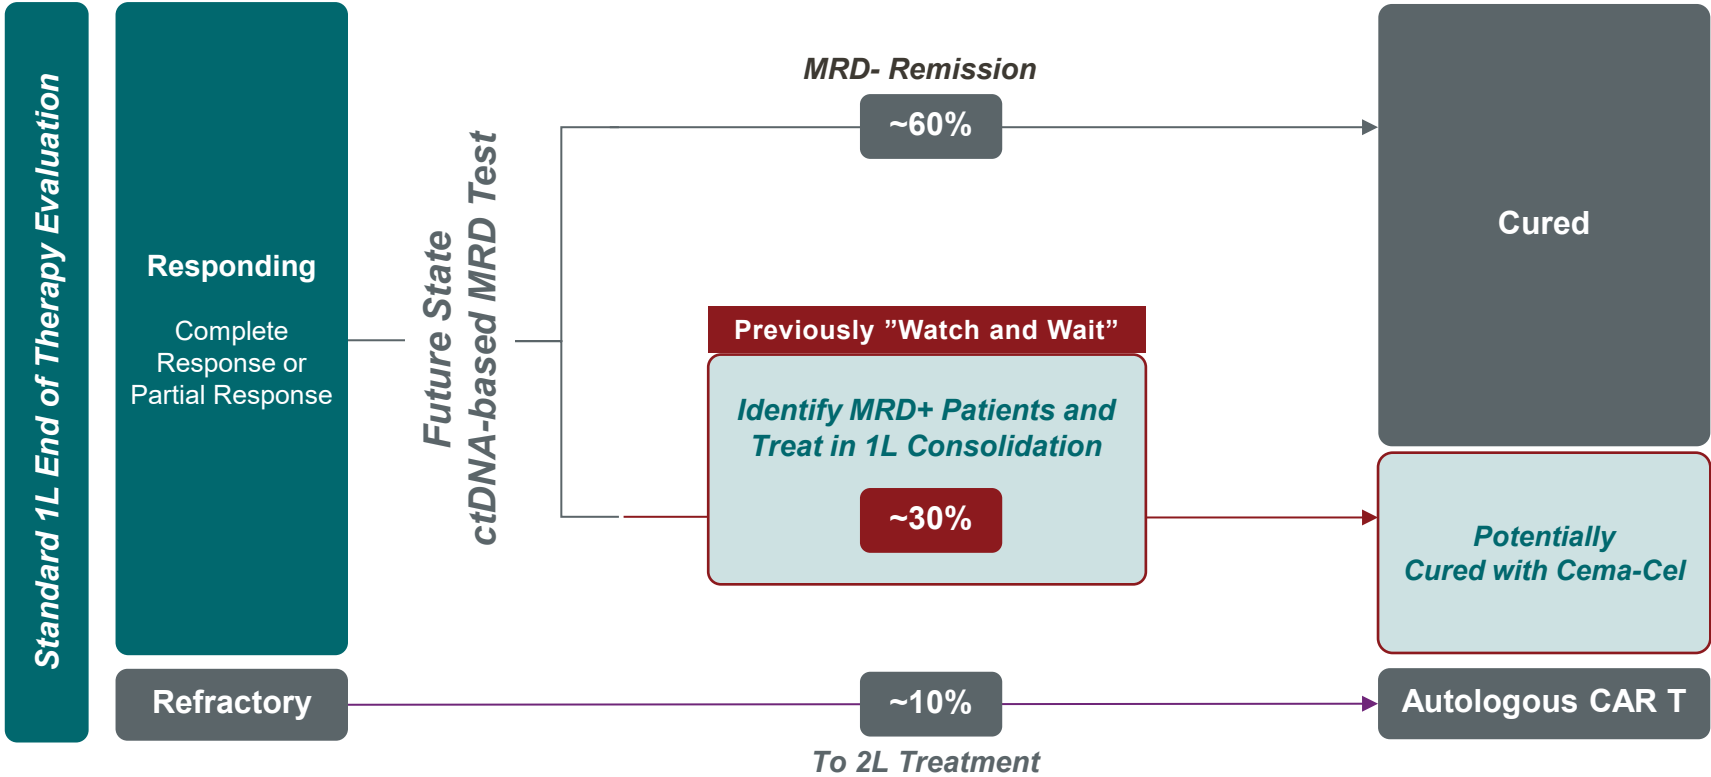 Standard 1L End of Therapy Evaluation
Responding
Complete
Response or
Partial Response
Refractory
Future State
ctDNA-based MRD Test
MRD- Remission
~60%
Previously ”Watch and Wait”
Identify MRD+ Patients and
Treat in 1L Consolidation
~30%
~10%
To 2L Treatment
Cured
Potentially
Cured with Cema-Cel
Autologous CAR T